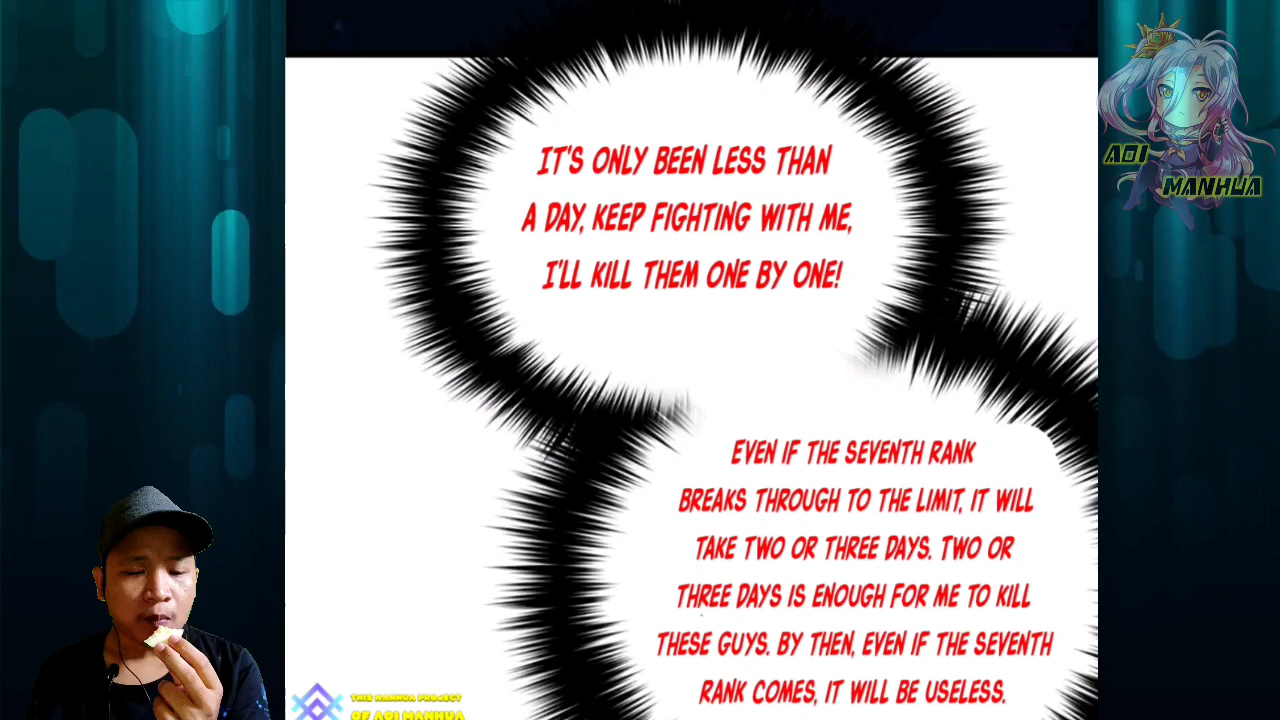 IT'S ONLY BEEN LESS THAN
A DAY, KEEP FIGHTING WITH ME,
I'LL KILL THEM ONE BY ONE!
EVEN IF THE SEVENTH RANK
BREAKS THROUGH TO THE LIMIT, IT WILL
TAKE TWO OR THREE DAYS. TWO OR
THREE DAYS IS ENOUGH FOR ME TO KILL
THESE GUYS. BY THEN, EVEN IF THE SEVENTH
RANK COMES, IT WILL BE USELESS.
AOI
MANHUA
THIS MANHUA PROJECT
OF AOI MANHUA